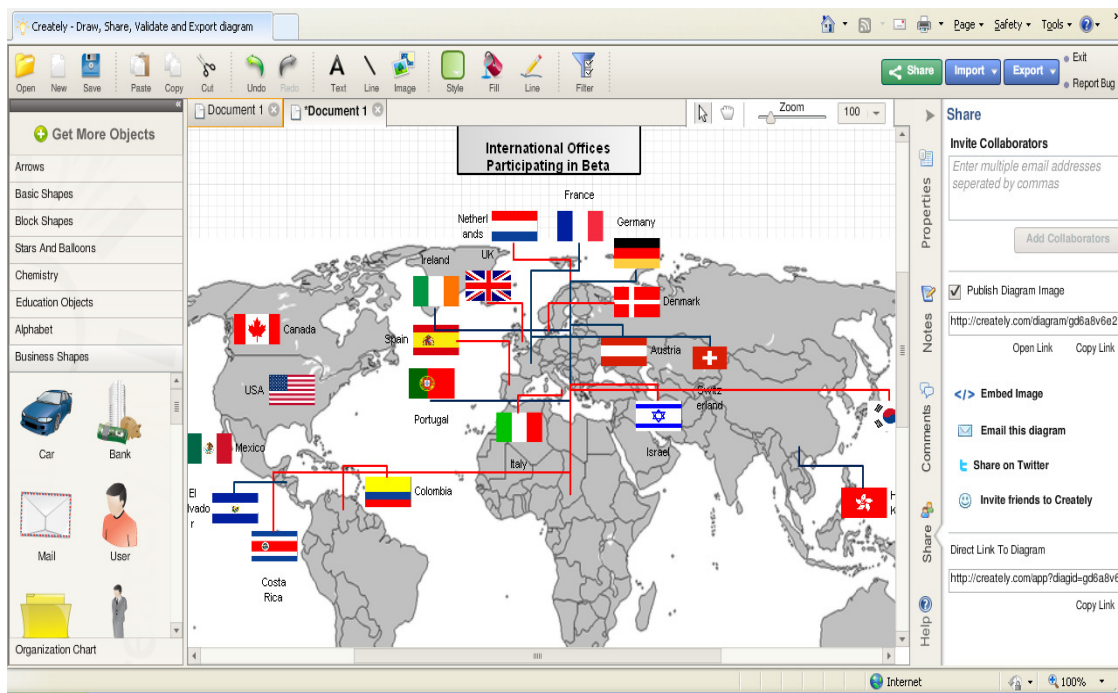 Creately - Draw, Share, Validate and Export diagram
Page
Safety
Tools
Open
New
Save
Paste
Copy
Cut
Undo
Redo
Text
Line
Image
Style
Fill
Line
Filter
Share
Import
Export
Exit
Report Bug
Get More Objects
Arrows
Basic Shapes
Block Shapes
Stars And Balloons
Chemistry
Education Objects
Alphabet
Business Shapes
Car
Bank
Mail
User
Organization Chart
Document 1
*Document 1
Zoom
100
International Offices
Participating in Beta
France
Netherl
ands
Germany
UK
Ireland
Denmark
Canada
Spain
Austria
USA
Switz
erland
Portugal
Mexico
Italy
Israel
Colombia
El
lvado
r
H
K
Costa
Rica
Properties
Notes
Comments
Share
Help
Share
Invite Collaborators
Enter multiple email addresses
seperated by commas
Add Collaborators
Publish Diagram Image
http://creately.com/diagram/gd6a8v6e2
Open Link
Copy Link
</> Embed Image
Email this diagram
Share on Twitter
Invite friends to Creately
Direct Link To Diagram
http://creately.com/app?diagid=gd6a8v6
Copy Link
Internet
100%